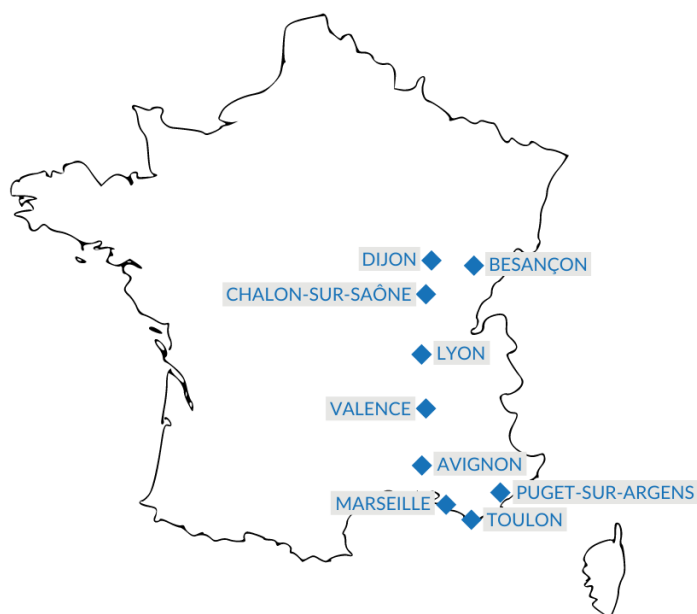 DIJON
BESANÇON
CHALON-SUR-SAÔNE
LYON
VALENCE
AVIGNON
PUGET-SUR-ARGENS
MARSEILLE
TOULON